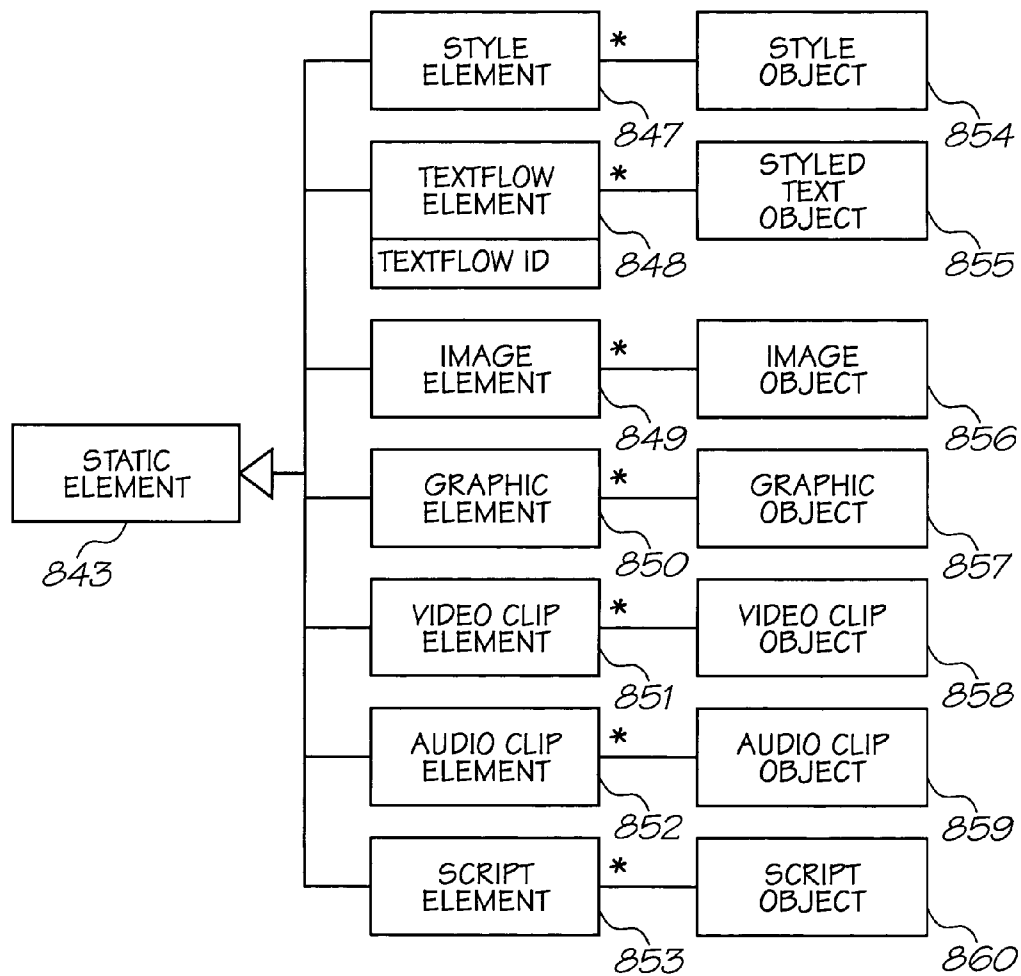 STYLE
ELEMENT
*
STYLE
OBJECT
847
854
TEXTFLOW
ELEMENT
*
STYLED
TEXT
OBJECT
TEXTFLOW ID
848
855
IMAGE
ELEMENT
*
IMAGE
OBJECT
849
856
STATIC
ELEMENT
843
GRAPHIC
ELEMENT
*
GRAPHIC
OBJECT
850
857
VIDEO CLIP
ELEMENT
*
VIDEO CLIP
OBJECT
851
858
AUDIO CLIP
ELEMENT
*
AUDIO CLIP
OBJECT
852
859
SCRIPT
ELEMENT
*
SCRIPT
OBJECT
853
860